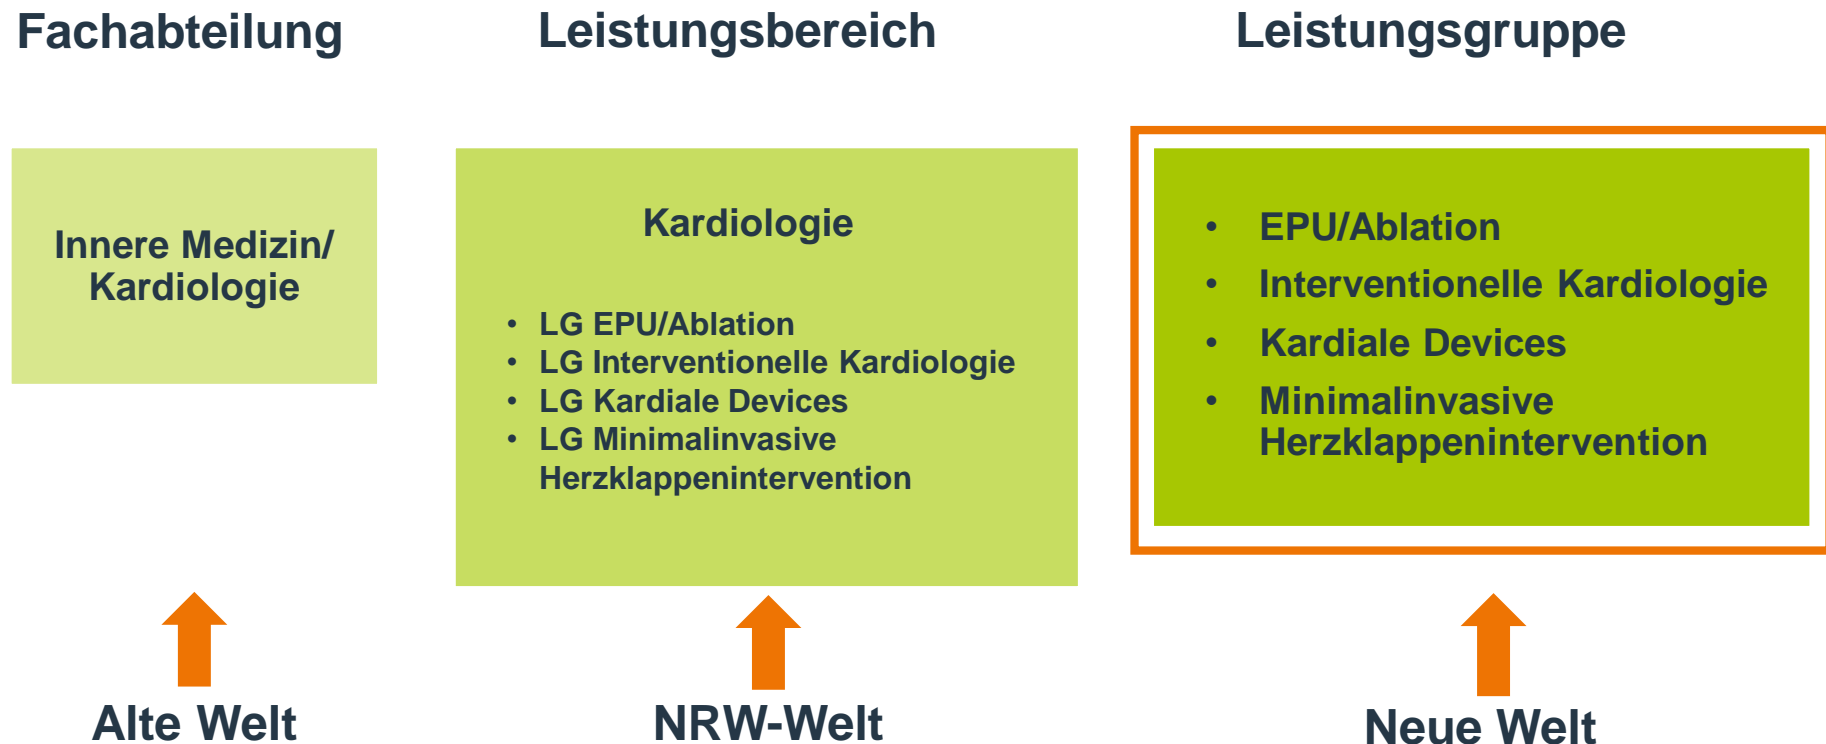 Fachabteilung
Leistungsbereich
Leistungsgruppe
Innere Medizin/
Kardiologie
Kardiologie
• LG EPU/Ablation
• LG Interventionelle Kardiologie
• LG Kardiale Devices
• LG Minimalinvasive
Herzklappenintervention
• EPU/Ablation
• Interventionelle Kardiologie
• Kardiale Devices
• Minimalinvasive
Herzklappenintervention
Alte Welt
NRW-Welt
Neue Welt